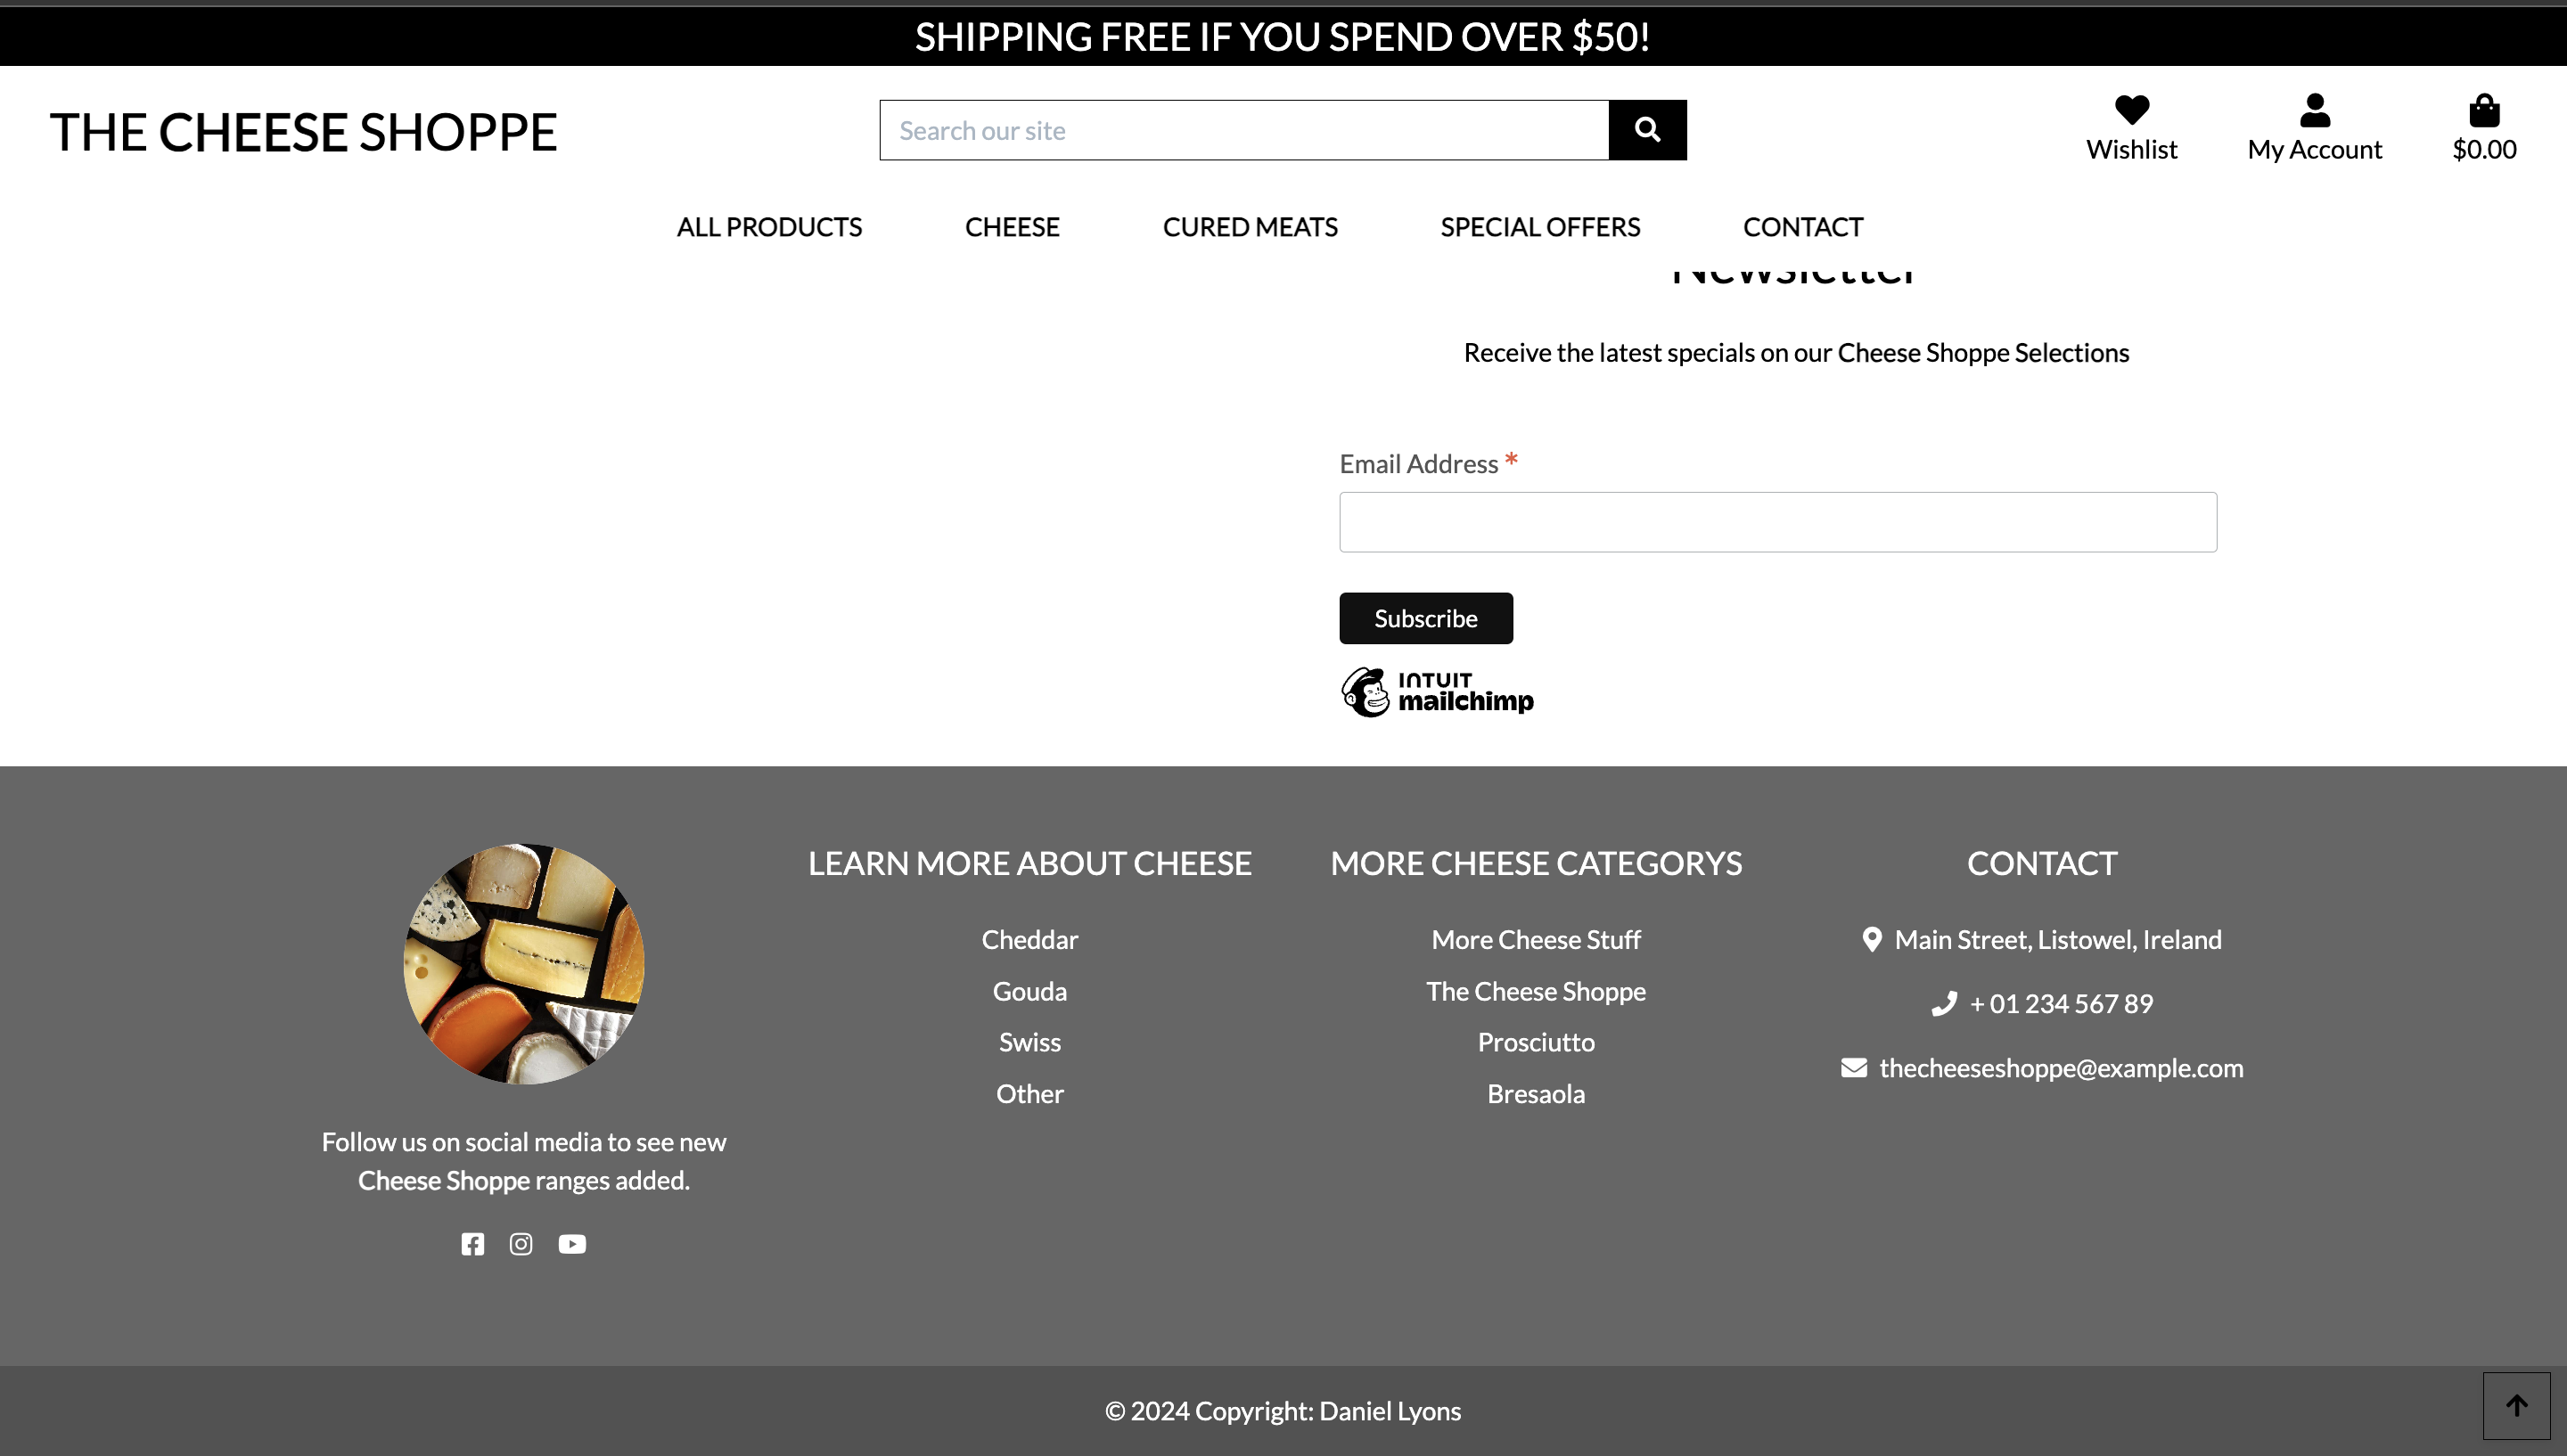 SHIPPING FREE IF YOU SPEND OVER $50!
THE CHEESE SHOPPE
Search our site
Wishlist
My Account
$0.00
ALL PRODUCTS
CHEESE
CURED MEATS
SPECIAL OFFERS
CONTACT
Newsletter
Receive the latest specials on our Cheese Shoppe Selections
Email Address *
Subscribe
INTUIT
mailchimp
Follow us on social media to see new
Cheese Shoppe ranges added.
LEARN MORE ABOUT CHEESE
Cheddar
Gouda
Swiss
Other
MORE CHEESE CATEGORYS
More Cheese Stuff
The Cheese Shoppe
Prosciutto
Bresaola
CONTACT
Main Street, Listowel, Ireland
+ 01 234 567 89
thecheeseshoppe@example.com
© 2024 Copyright: Daniel Lyons